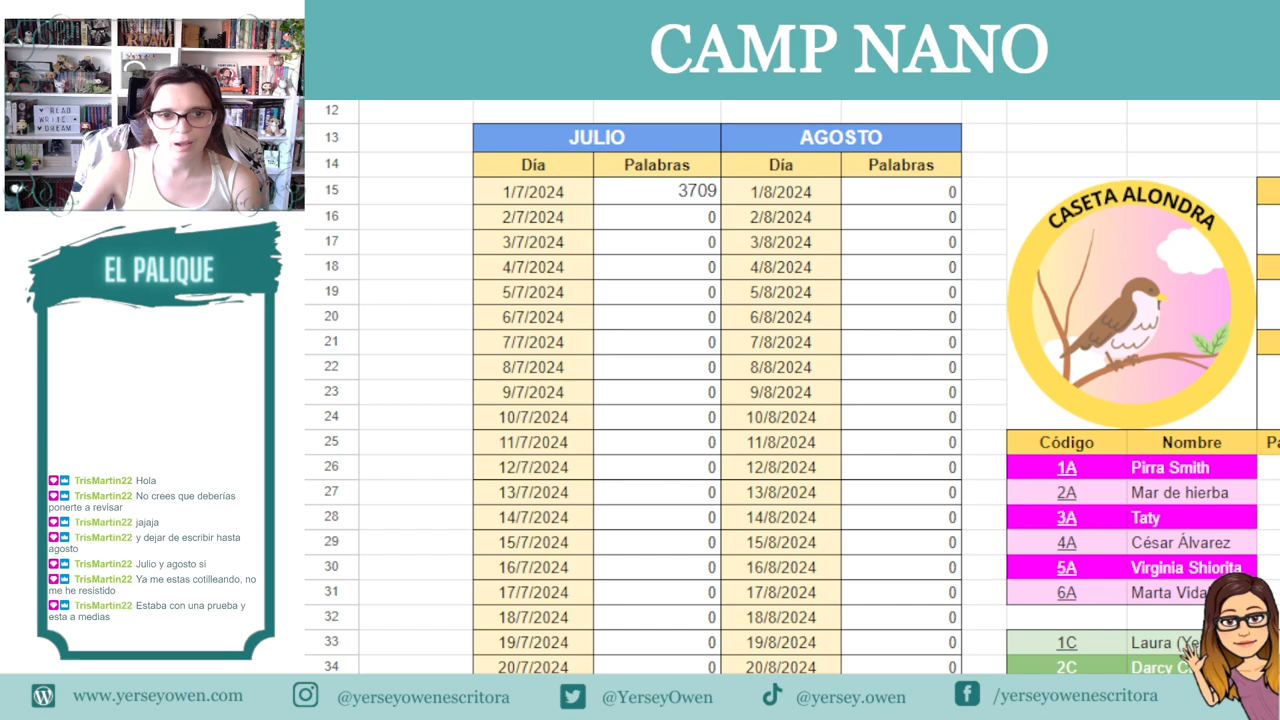 CAMP NANO
READ
WRITE
DREAM
EL PALIQUE
TrisMartin22 Hola
TrisMartin22 No crees que deberías
ponerte a revisar
TrisMartin22 jajaja
TrisMartin22 y dejar de escribir hasta
agosto
TrisMartin22 Julio y agosto si
TrisMartin22 Ya me estas cotilleando, no
me he resistido
TrisMartin22 Estaba con una prueba y
esta a medias
12
13 JULIO AGOSTO
14 Día Palabras Día Palabras
15 1/7/2024 3709 1/8/2024 0
16 2/7/2024 0 2/8/2024 0
17 3/7/2024 0 3/8/2024 0
18 4/7/2024 0 4/8/2024 0
19 5/7/2024 0 5/8/2024 0
20 6/7/2024 0 6/8/2024 0
21 7/7/2024 0 7/8/2024 0
22 8/7/2024 0 8/8/2024 0
23 9/7/2024 0 9/8/2024 0
24 10/7/2024 0 10/8/2024 0
25 11/7/2024 0 11/8/2024 0
26 12/7/2024 0 12/8/2024 0
27 13/7/2024 0 13/8/2024 0
28 14/7/2024 0 14/8/2024 0
29 15/7/2024 0 15/8/2024 0
30 16/7/2024 0 16/8/2024 0
31 17/7/2024 0 17/8/2024 0
32 18/7/2024 0 18/8/2024 0
33 19/7/2024 0 19/8/2024 0
34 20/7/2024 0 20/8/2024 0
CASETA ALONDRA
Código Nombre Pa
1A Pirra Smith
2A Mar de hierba
3A Taty
4A César Álvarez
5A Virginia Shiorita
6A Marta Vida
1C Laura (Ye
2C Darcy C
www.yerseyowen.com
@yerseyowenescritora
@YerseyOwen
@yersey.owen
/yerseyowenescritora